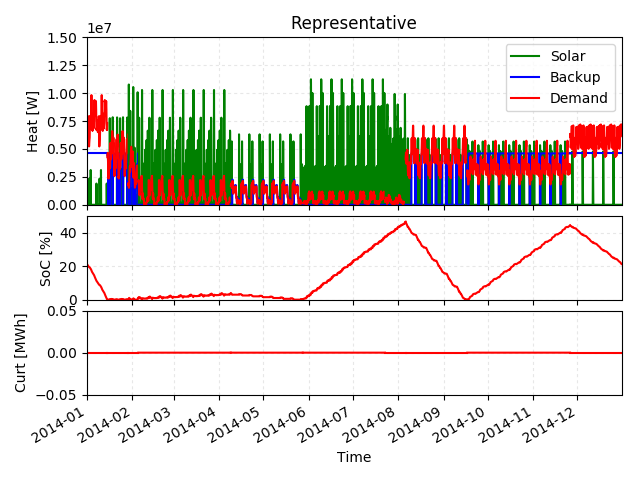 Representative
1e7
1.50
1.25
1.00
0.75
0.50
0.25
0.00
Heat [W]
Solar
Backup
Demand
40
20
0
SoC [%]
0.05
0.00
−0.05
Curt [MWh]
2014-01
2014-02
2014-03
2014-04
2014-05
2014-06
2014-07
2014-08
2014-09
2014-10
2014-11
2014-12
Time